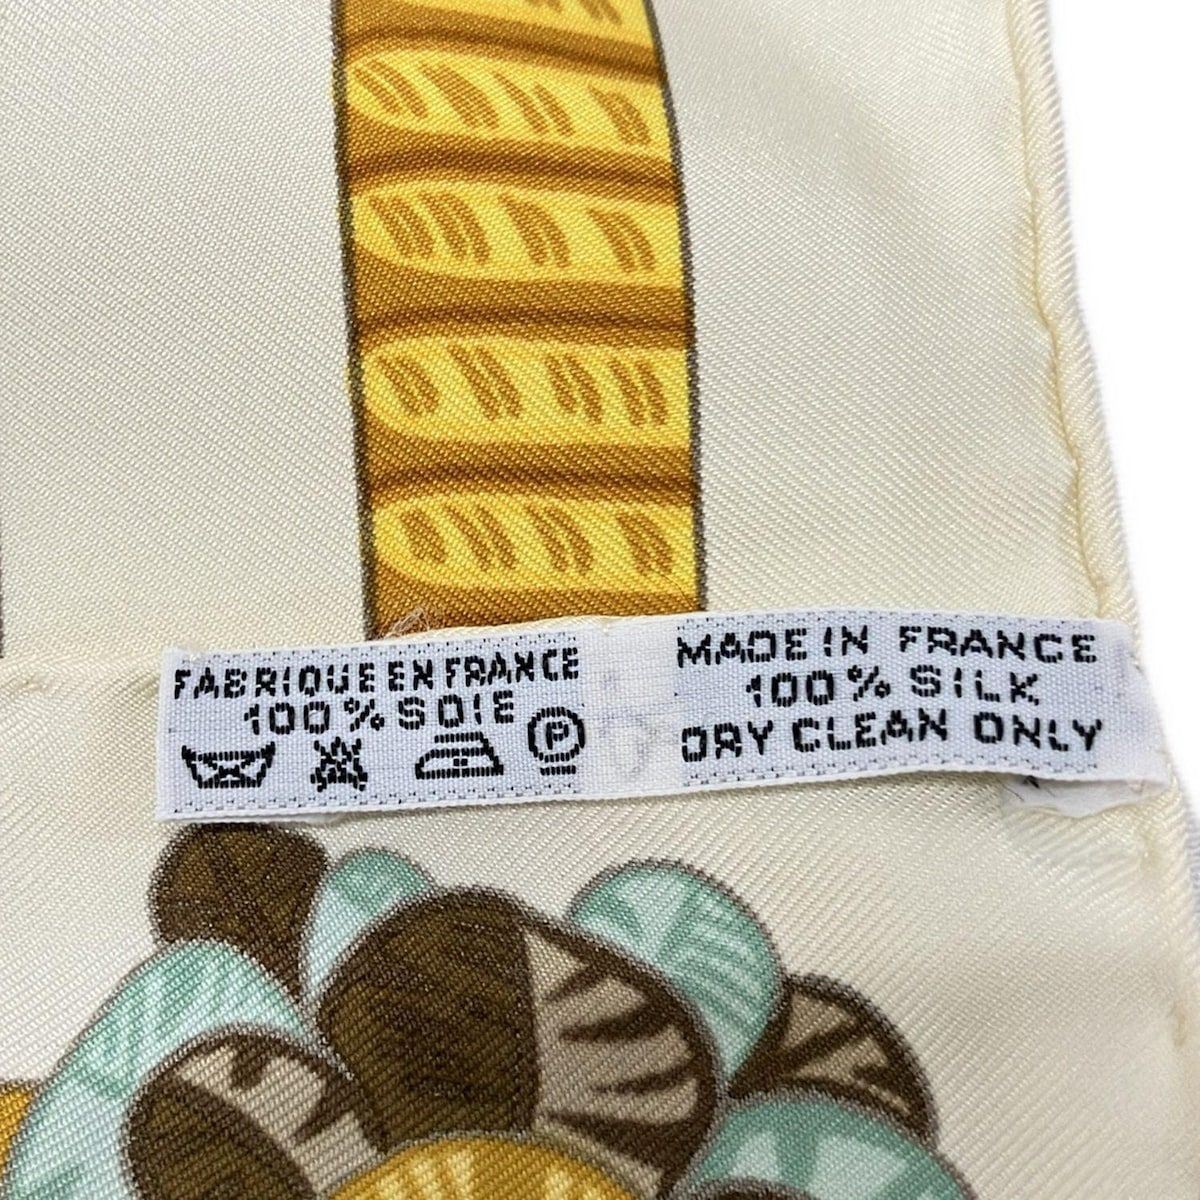 FABRIQUE EN FRANCE
100% SOIE
P
MADE IN FRANCE
100% SILK
DRY CLEAN ONLY